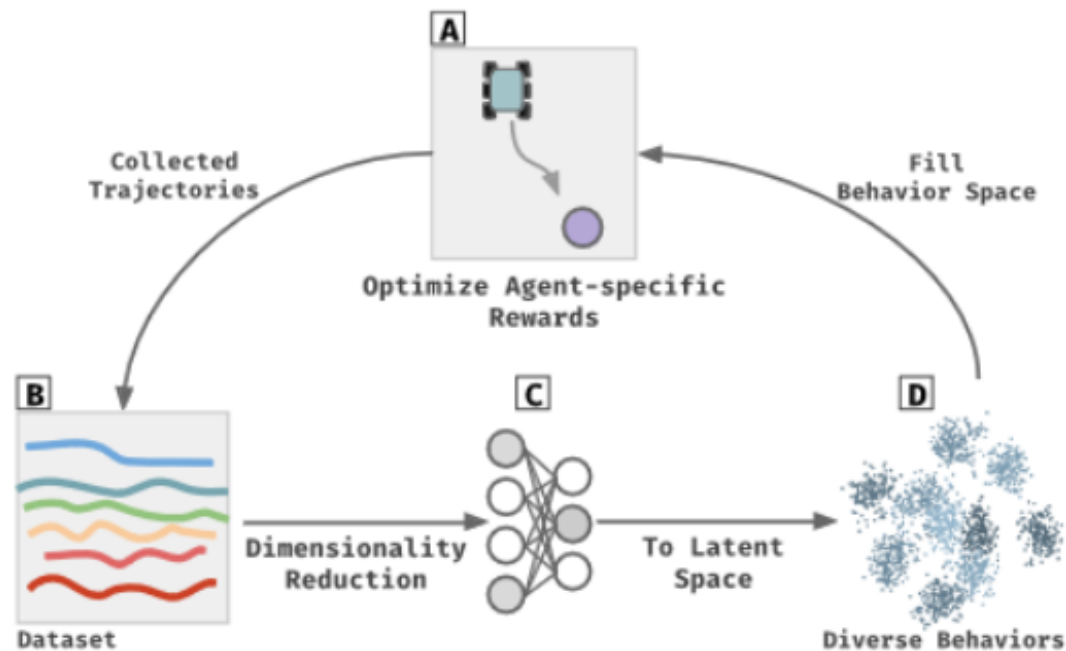 A
Collected
Trajectories
Fill
Behavior Space
Optimize Agent-specific
Rewards
B
C
D
Dimensionality
Reduction
To Latent
Space
Dataset
Diverse Behaviors